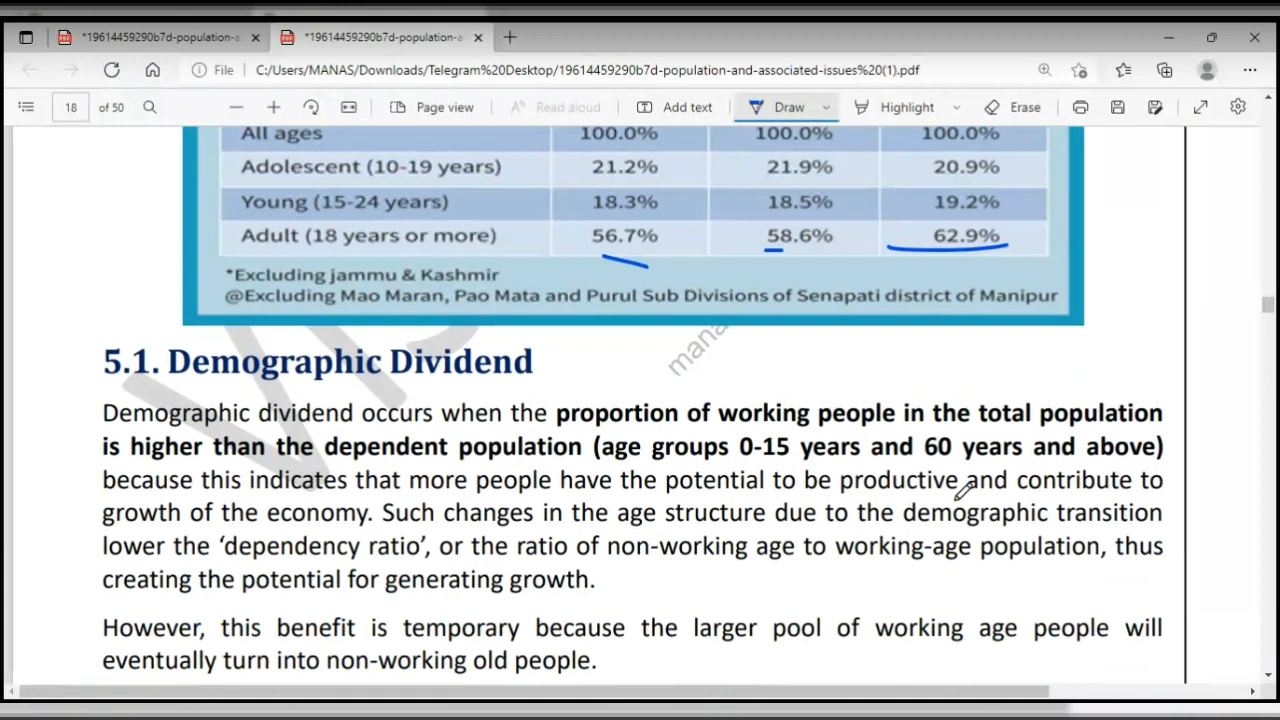 *19614459290b7d-population-a
*19614459290b7d-population-a
File
C:/Users/MANAS/Downloads/Telegram%20Desktop/19614459290b7d-population-and-associated-issues%20(1).pdf
18 of 50
Page view
Read aloud
Add text
Draw
Highlight
Erase
All ages 100.0% 100.0% 100.0%
Adolescent (10-19 years) 21.2% 21.9% 20.9%
Young (15-24 years) 18.3% 18.5% 19.2%
Adult (18 years or more) 56.7% 58.6% 62.9%
*Excluding jammu & Kashmir
@Excluding Mao Maran, Pao Mata and Purul Sub Divisions of Senapati district of Manipur
mana
5.1. Demographic Dividend
Demographic dividend occurs when the proportion of working people in the total population
is higher than the dependent population (age groups 0-15 years and 60 years and above)
because this indicates that more people have the potential to be productive and contribute to
growth of the economy. Such changes in the age structure due to the demographic transition
lower the ‘dependency ratio’, or the ratio of non-working age to working-age population, thus
creating the potential for generating growth.
However, this benefit is temporary because the larger pool of working age people will
eventually turn into non-working old people.